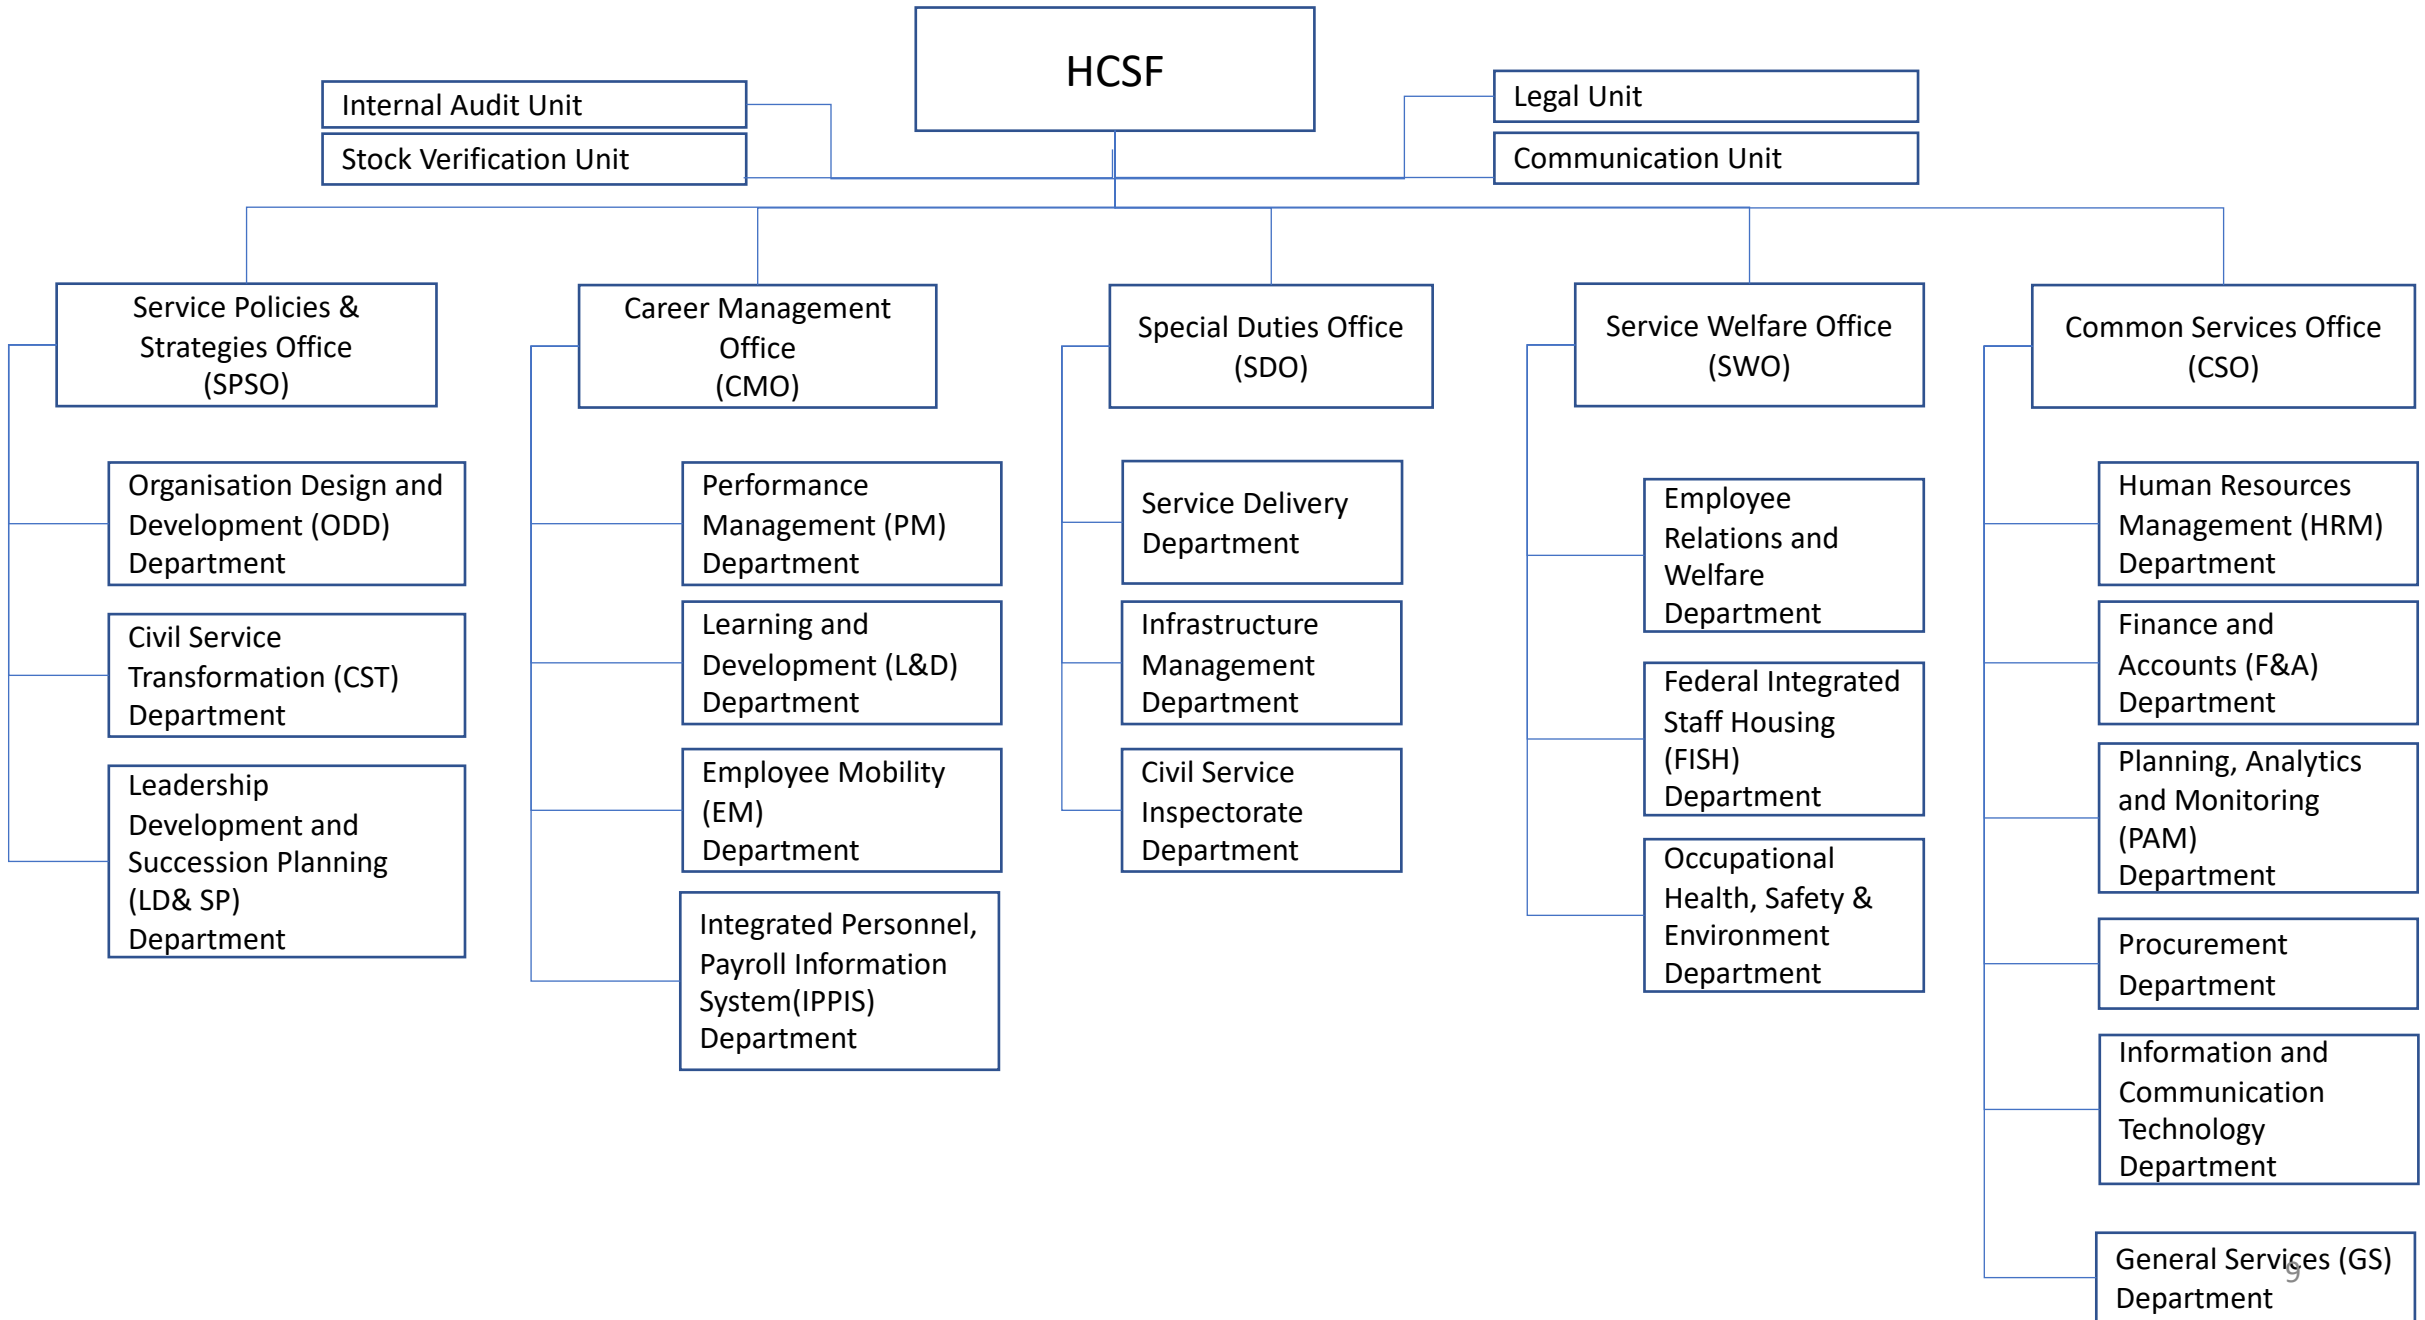 HCSF
Internal Audit Unit
Stock Verification Unit
Legal Unit
Communication Unit
Service Policies &
Strategies Office
(SPSO)
Organisation Design and
Development (ODD)
Department
Civil Service
Transformation (CST)
Department
Leadership
Development and
Succession Planning
(LD& SP)
Department
Career Management
Office
(CMO)
Performance
Management (PM)
Department
Learning and
Development (L&D)
Department
Employee Mobility
(EM)
Department
Integrated Personnel,
Payroll Information
System(IPPIS)
Department
Special Duties Office
(SDO)
Service Delivery
Department
Infrastructure
Management
Department
Civil Service
Inspectorate
Department
Service Welfare Office
(SWO)
Employee
Relations and
Welfare
Department
Federal Integrated
Staff Housing
(FISH)
Department
Occupational
Health, Safety &
Environment
Department
Common Services Office
(CSO)
Human Resources
Management (HRM)
Department
Finance and
Accounts (F&A)
Department
Planning, Analytics
and Monitoring
(PAM)
Department
Procurement
Department
Information and
Communication
Technology
Department
General Services (GS)
Department
9